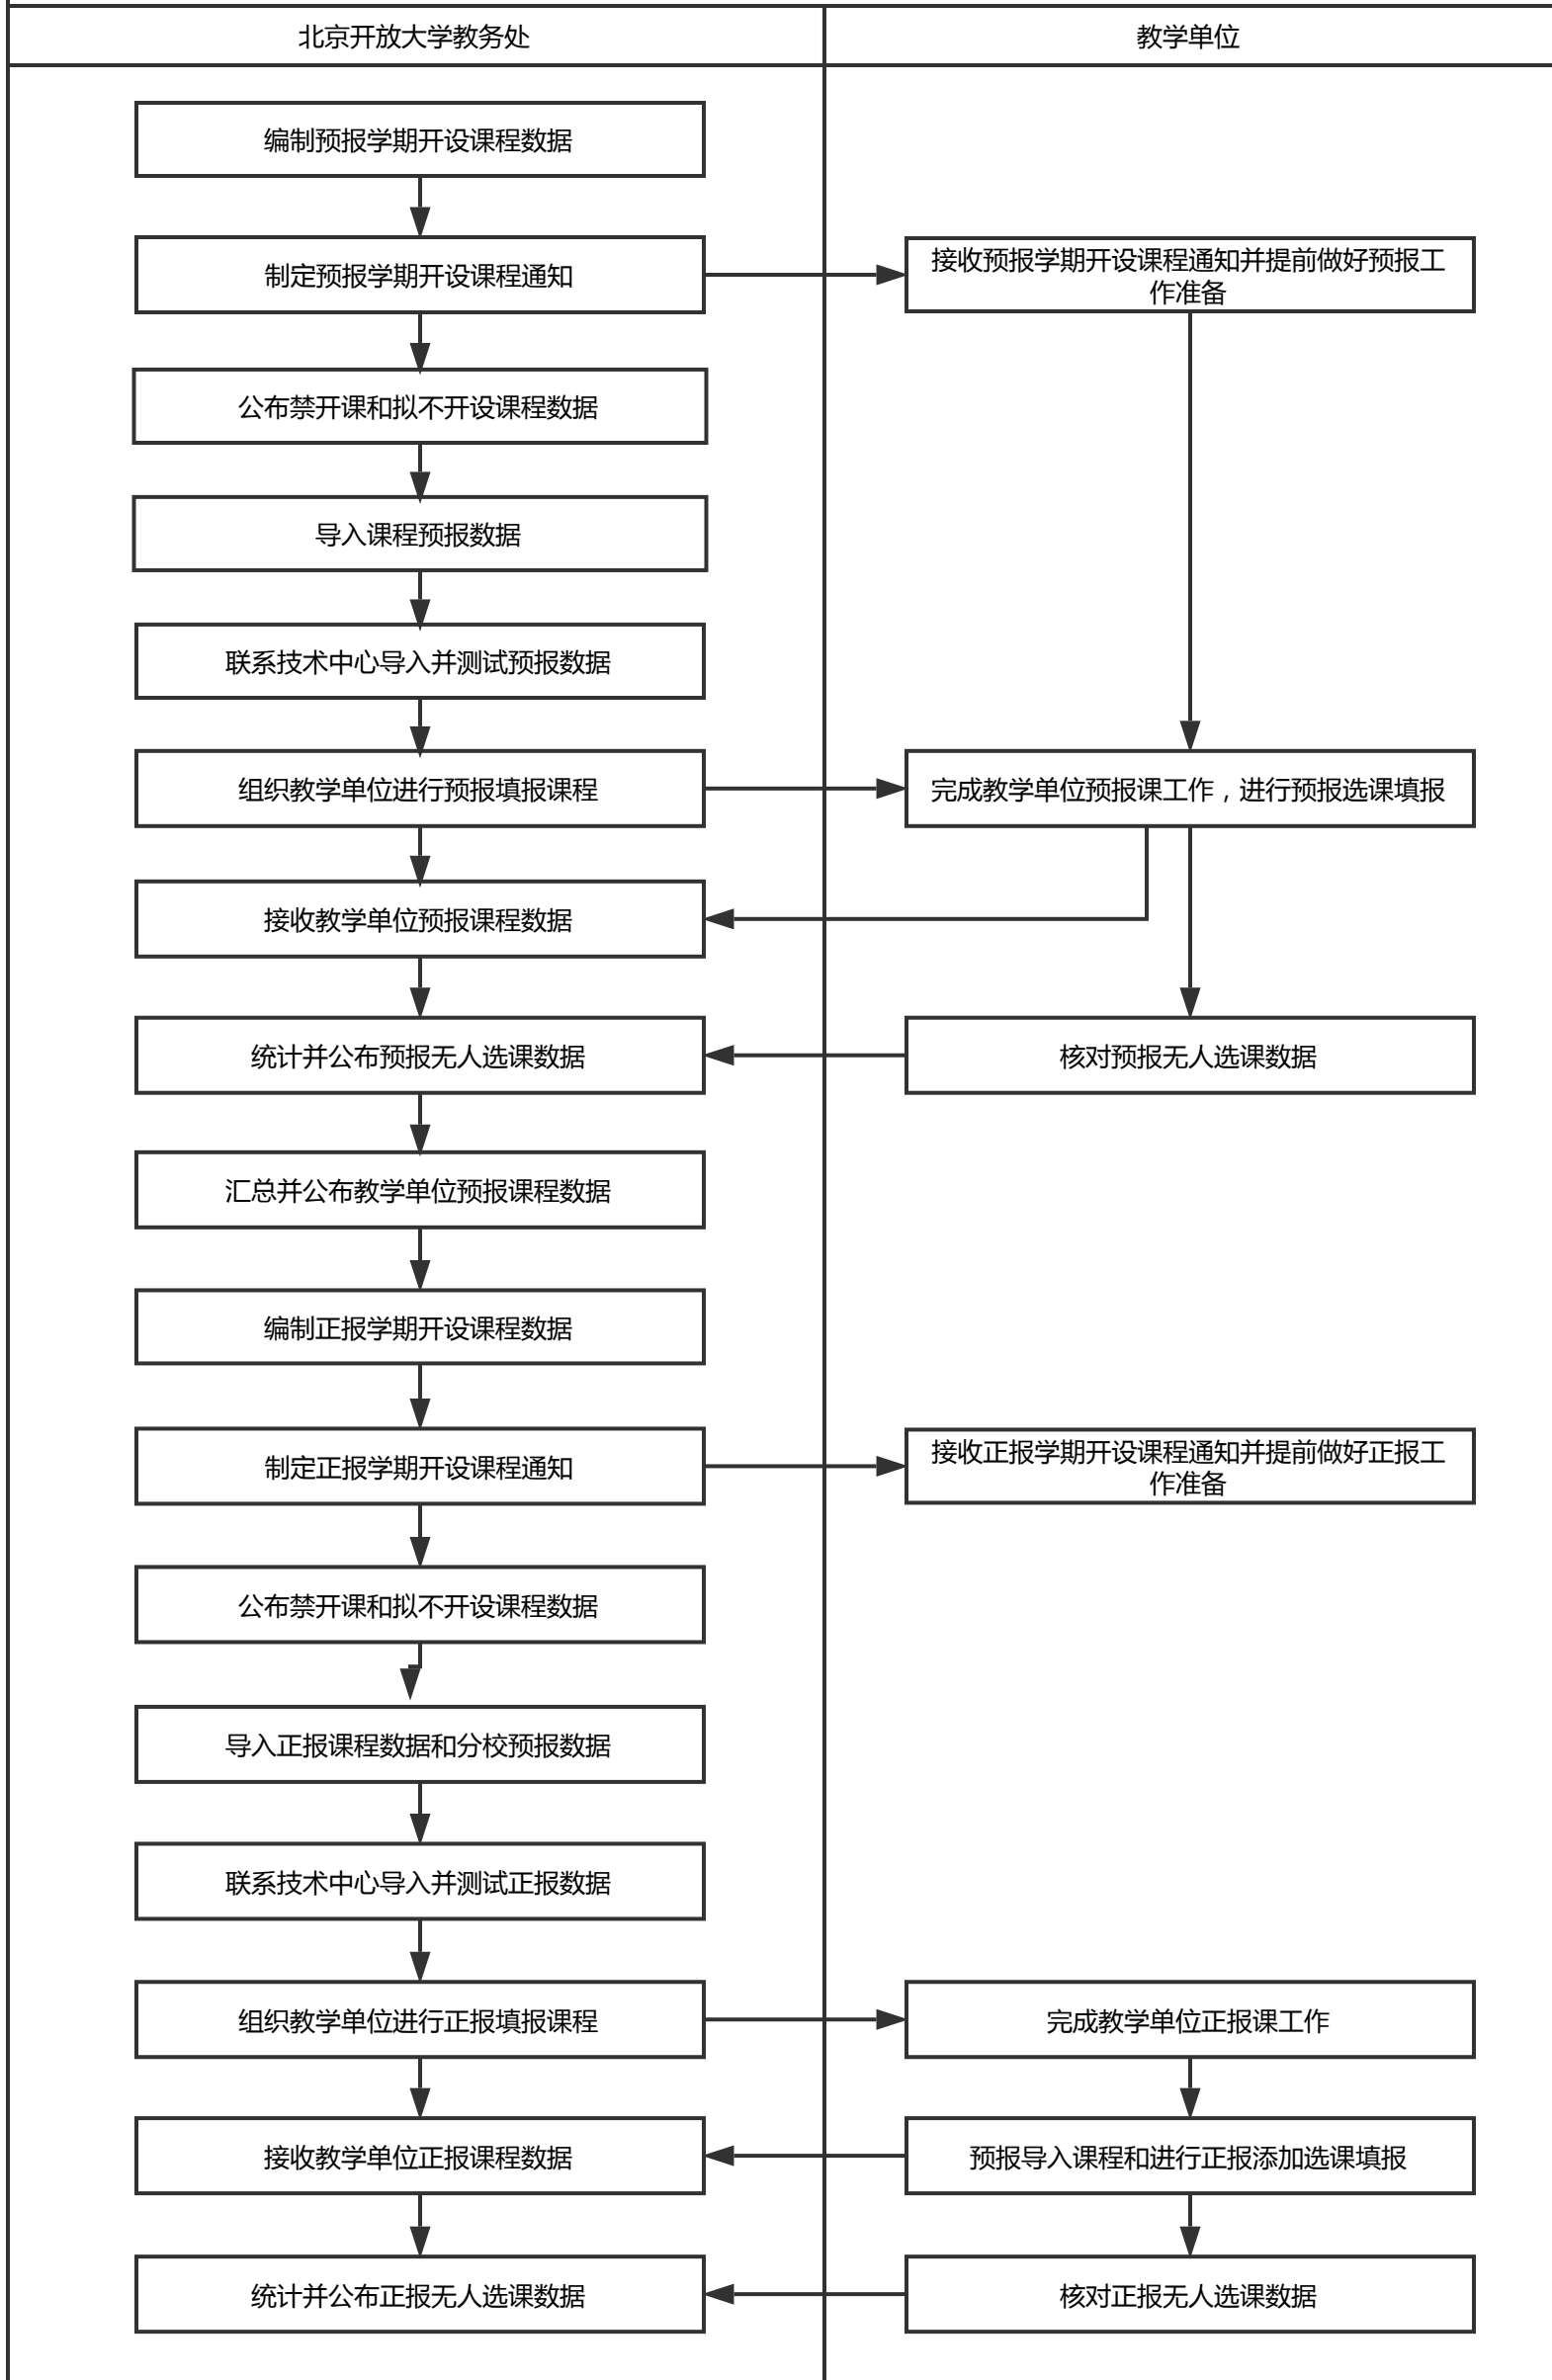 北京开放大学教务处
教学单位
编制预报学期开设课程数据
制定预报学期开设课程通知
接收预报学期开设课程通知并提前做好预报工
作准备
公布禁开课和拟不开设课程数据
导入课程预报数据
联系技术中心导入并测试预报数据
组织教学单位进行预报填报课程
完成教学单位预报课工作，进行预报选课填报
接收教学单位预报课程数据
统计并公布预报无人选课数据
核对预报无人选课数据
汇总并公布教学单位预报课程数据
编制正报学期开设课程数据
制定正报学期开设课程通知
接收正报学期开设课程通知并提前做好正报工
作准备
公布禁开课和拟不开设课程数据
导入正报课程数据和分校预报数据
联系技术中心导入并测试正报数据
组织教学单位进行正报填报课程
完成教学单位正报课工作
接收教学单位正报课程数据
预报导入课程和进行正报添加选课填报
统计并公布正报无人选课数据
核对正报无人选课数据